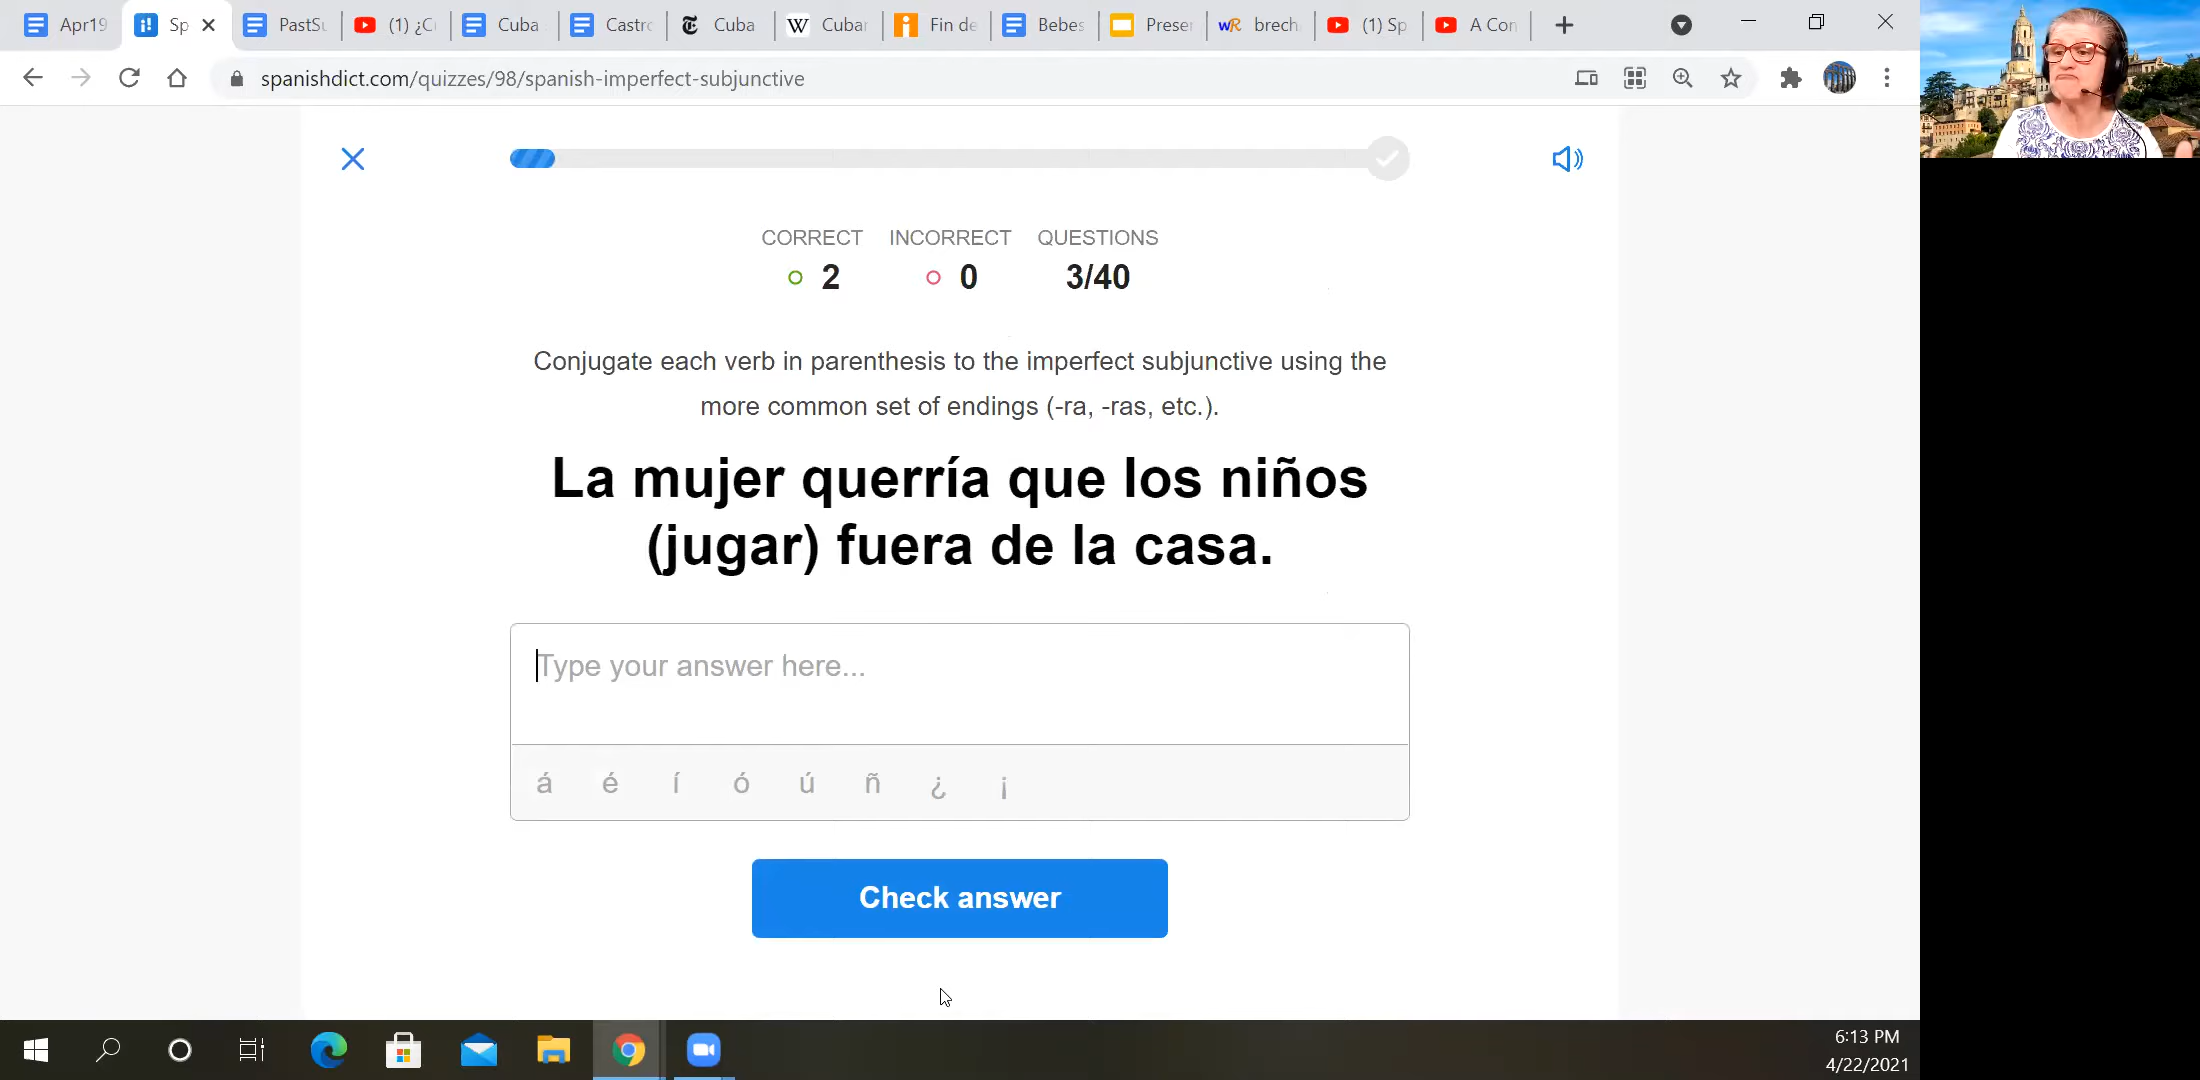 Apr19
Sp
PastSu
(1) ¿C
Cuba
Castro
Cuba
W Cubar
Fin de
Bebes
Preser
WR brech
(1) Sp
A Con
spanishdict.com/quizzes/98/spanish-imperfect-subjunctive
CORRECT INCORRECT QUESTIONS
2 0 3/40
Conjugate each verb in parenthesis to the imperfect subjunctive using the
more common set of endings (-ra, -ras, etc.).
La mujer querría que los niños
(jugar) fuera de la casa.
Type your answer here...
á é í ó ú ñ ¿ ¡
Check answer
6:13 PM
4/22/2021